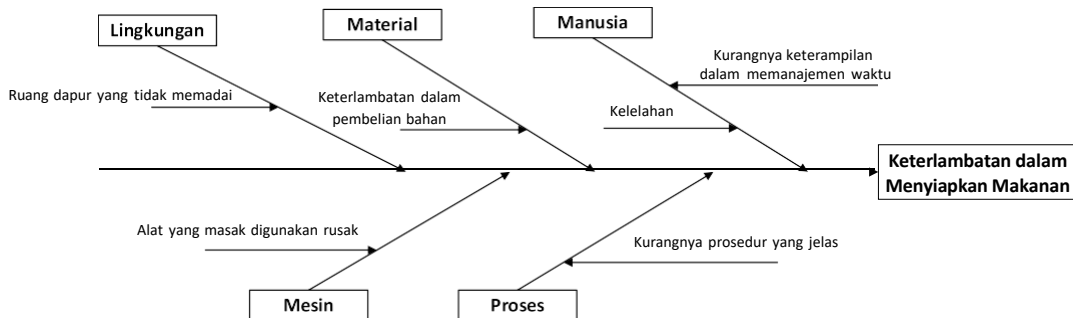 Lingkungan
Material
Manusia
Kurangnya keterampilan
dalam memanajemen waktu
Ruang dapur yang tidak memadai
Keterlambatan dalam
pembelian bahan
Kelelahan
Keterlambatan dalam
Menyiapkan Makanan
Alat yang masak digunakan rusak
Kurangnya prosedur yang jelas
Mesin
Proses